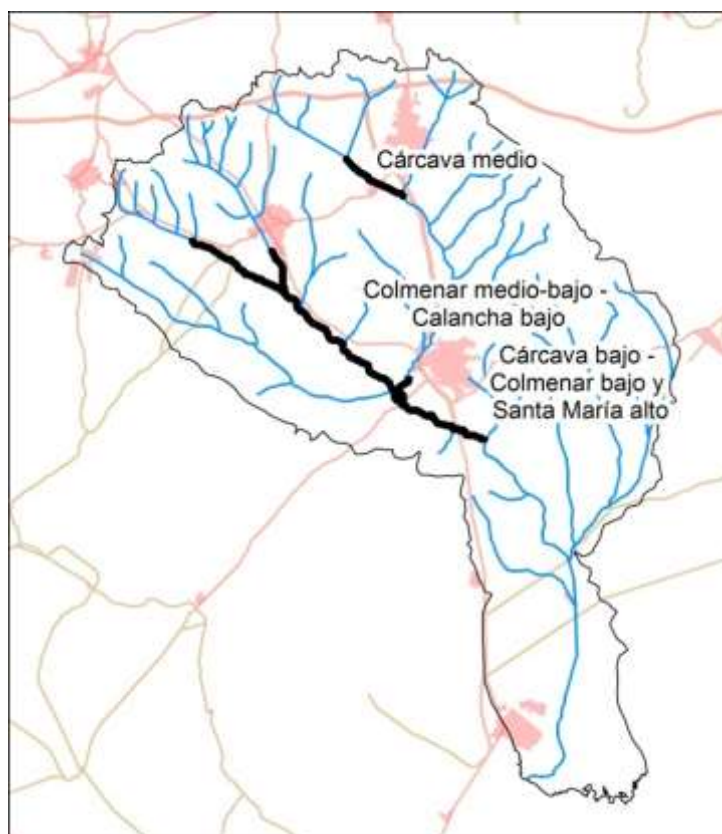 Cárcava medio
Colmenar medio-bajo -
Calancha bajo
Cárcava bajo -
Colmenar bajo y
Santa María alto